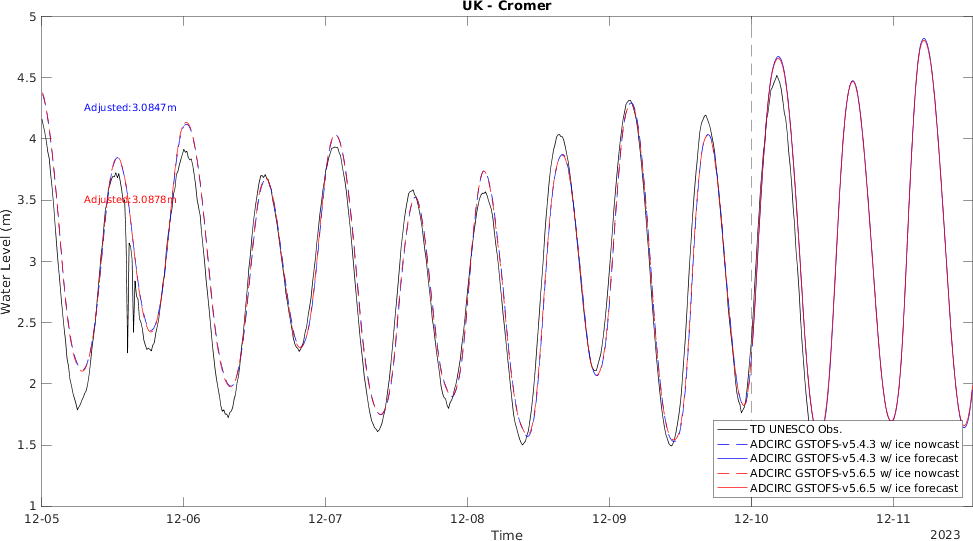 UK - Cromer
5
4.5
4
3.5
3
2.5
2
1.5
1
Water Level (m)
Adjusted:3.0847m
Adjusted:3.0878m
TD UNESCO Obs.
ADCIRC GSTOFS-v5.4.3 w/ ice nowcast
ADCIRC GSTOFS-v5.4.3 w/ ice forecast
ADCIRC GSTOFS-v5.6.5 w/ ice nowcast
ADCIRC GSTOFS-v5.6.5 w/ ice forecast
12-05 12-06 12-07 12-08 12-09 12-10 12-11
Time
2023